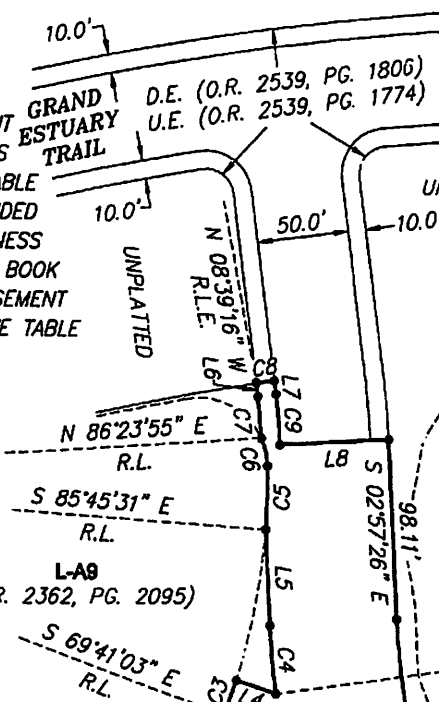 10.0'
D.E. (O.R. 2539, PG. 1806)
U.E. (O.R. 2539, PG. 1774)
GRAND
ESTUARY
TRAIL
T
S
ABLE
DED
NESS
BOOK
SEMENT
E TABLE
10.0'
50.0'
10.0
U
UNPLATTED
N 08°39'16" W
R.L.E.
L6
C8
L7
C9
C7
N 86°23'55" E
R.L.
C6
L8
S 02°57'26" E
98.11'
C5
S 85°45'31" E
R.L.
L5
L-A9
R. 2362, PG. 2095)
S 69°41'03" E
R.L.
C4
C3
L4